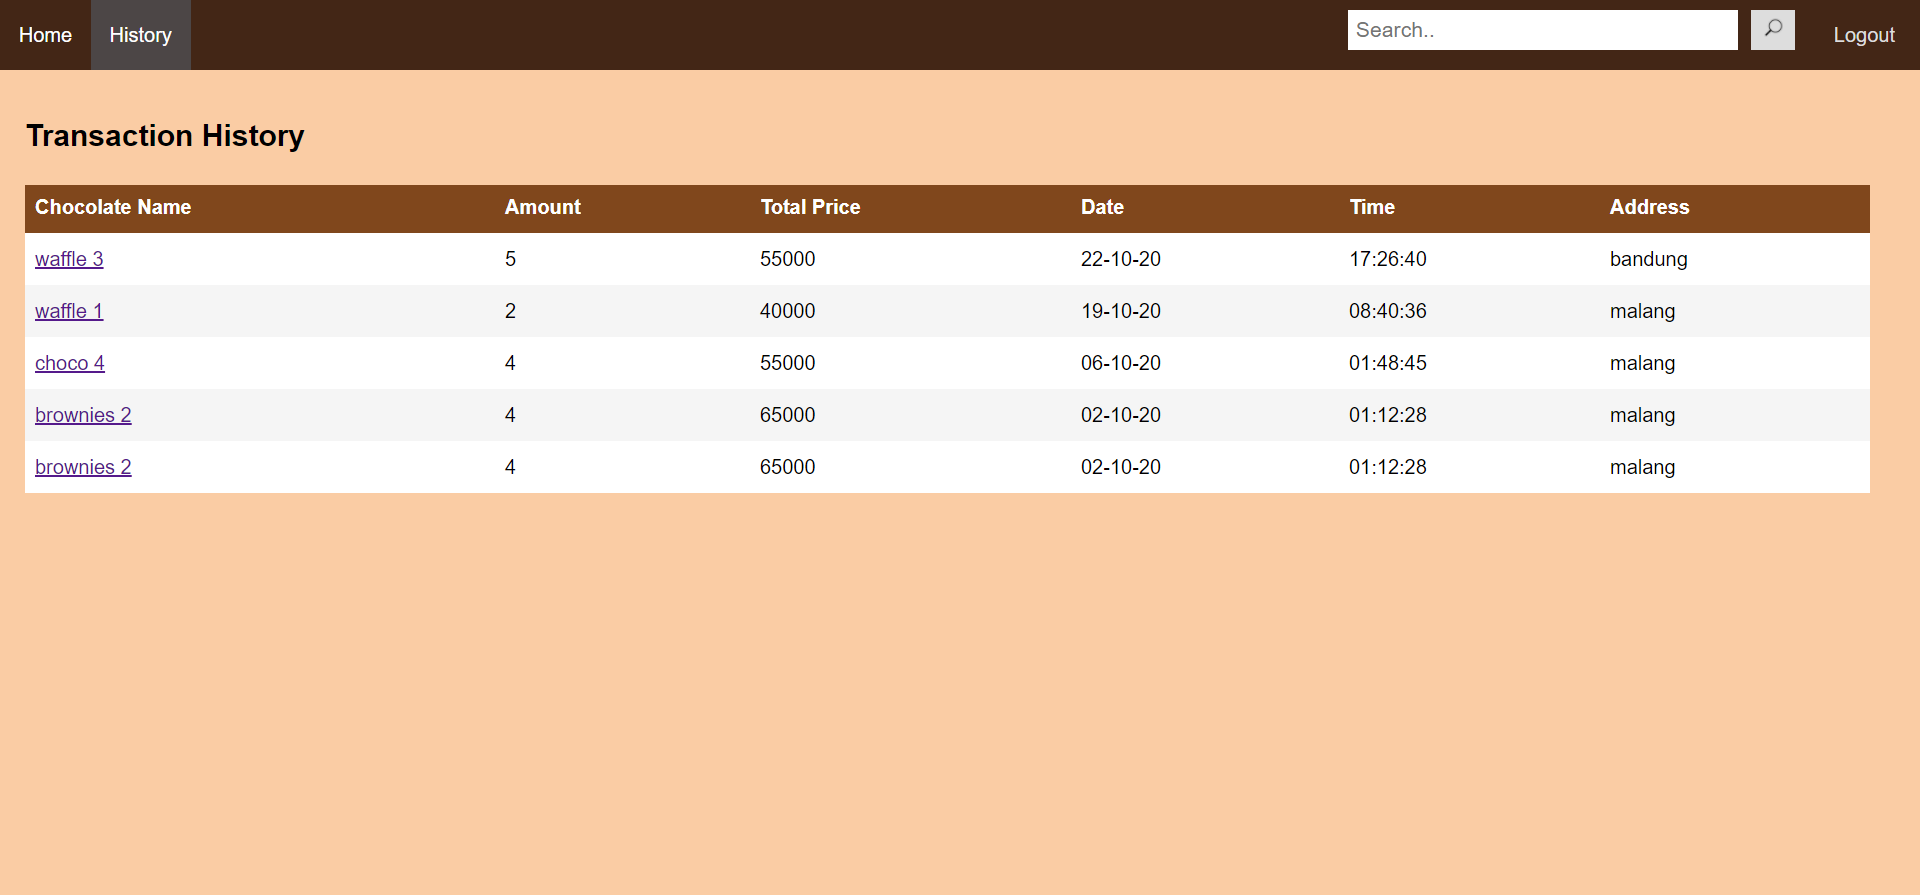 Home History Search.. Logout
Transaction History
Chocolate Name Amount Total Price Date Time Address
waffle 3 5 55000 22-10-20 17:26:40 bandung
waffle 1 2 40000 19-10-20 08:40:36 malang
choco 4 4 55000 06-10-20 01:48:45 malang
brownies 2 4 65000 02-10-20 01:12:28 malang
brownies 2 4 65000 02-10-20 01:12:28 malang